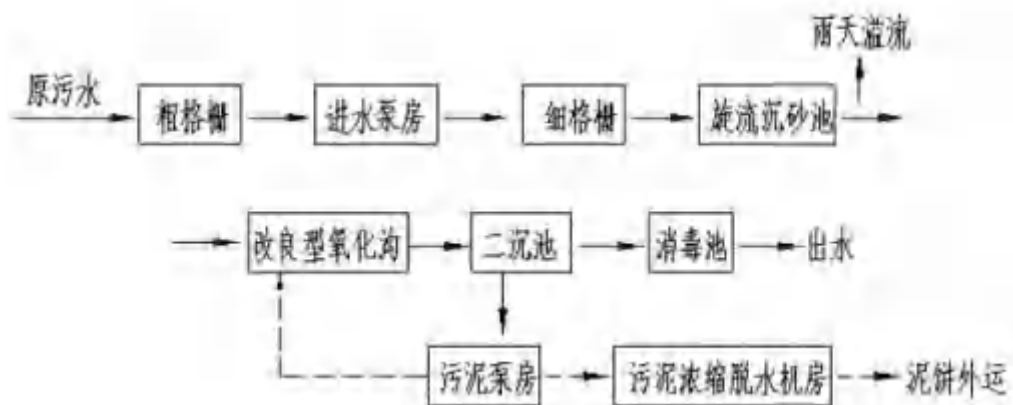 雨天溢流
原污水
粗格栅
进水泵房
细格栅
旋流沉砂池
改良型氧化沟
二沉池
消毒池
出水
污泥泵房
污泥浓缩脱水机房
泥饼外运